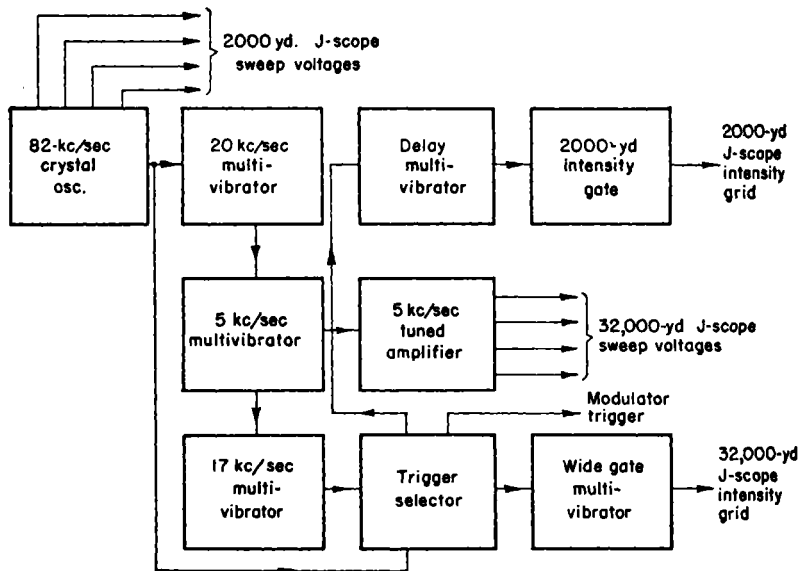 2000 yd. J-scope
sweep voltages
82-kc/sec
crystal
osc.
20 kc/sec
multi-
vibrator
Delay
multi-
vibrator
2000-yd
intensity
gate
2000-yd
J-scope
intensity
grid
5 kc/sec
multivibrator
5 kc/sec
tuned
amplifier
32,000-yd J-scope
sweep voltages
Modulator
trigger
17 kc/sec
multi-
vibrator
Trigger
selector
Wide gate
multi-
vibrator
32,000-yd
J-scope
intensity
grid